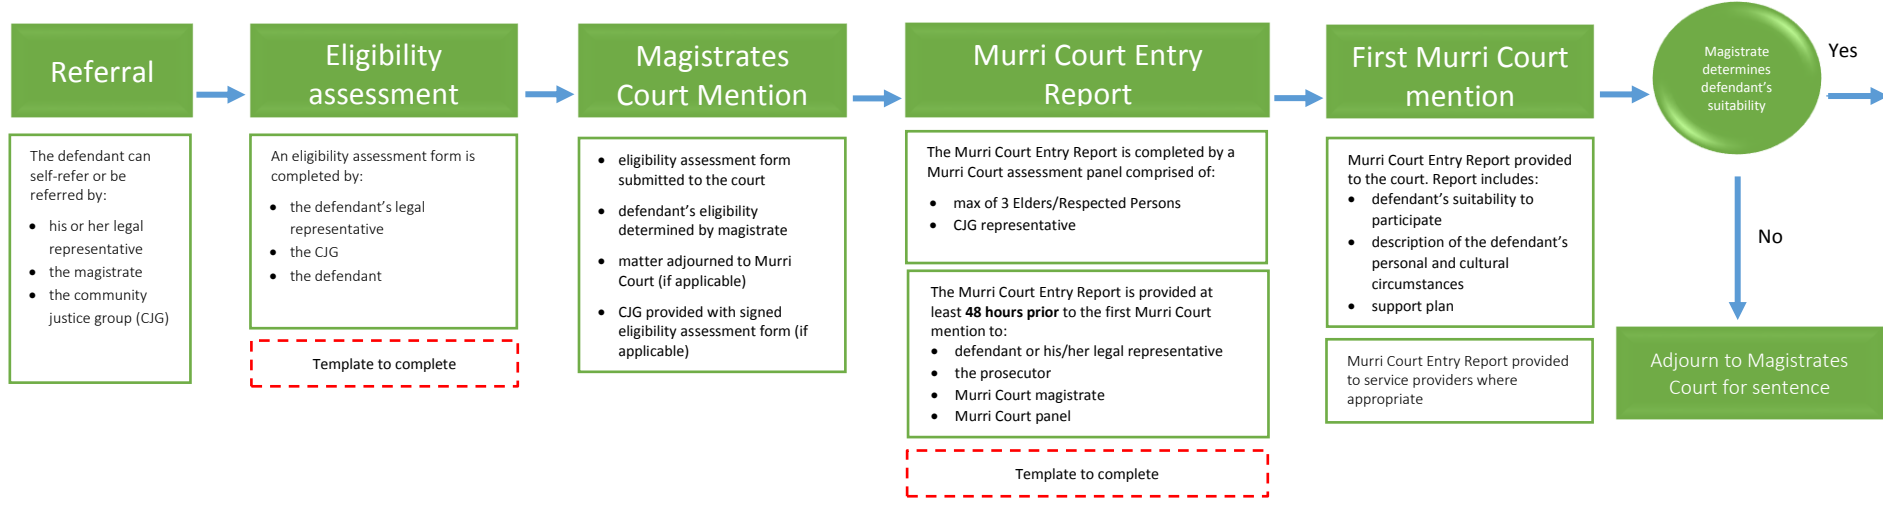 Referral
The defendant can
self-refer or be
referred by:
• his or her legal
representative
• the magistrate
• the community
justice group (CJG)
Eligibility
assessment
An eligibility assessment form is
completed by:
• the defendant’s legal
representative
• the CJG
• the defendant
Template to complete
Magistrates
Court Mention
• eligibility assessment form
submitted to the court
• defendant’s eligibility
determined by magistrate
• matter adjourned to Murri
Court (if applicable)
• CJG provided with signed
eligibility assessment form (if
applicable)
Murri Court Entry
Report
The Murri Court Entry Report is completed by a
Murri Court assessment panel comprised of:
• max of 3 Elders/Respected Persons
• CJG representative
The Murri Court Entry Report is provided at
least 48 hours prior to the first Murri Court
mention to:
• defendant or his/her legal representative
• the prosecutor
• Murri Court magistrate
• Murri Court panel
Template to complete
First Murri Court
mention
Murri Court Entry Report provided
to the court. Report includes:
• defendant’s suitability to
participate
• description of the defendant’s
personal and cultural
circumstances
• support plan
Murri Court Entry Report provided
to service providers where
appropriate
Magistrate
determines
defendant’s
suitability
Yes
No
Adjourn to Magistrates
Court for sentence